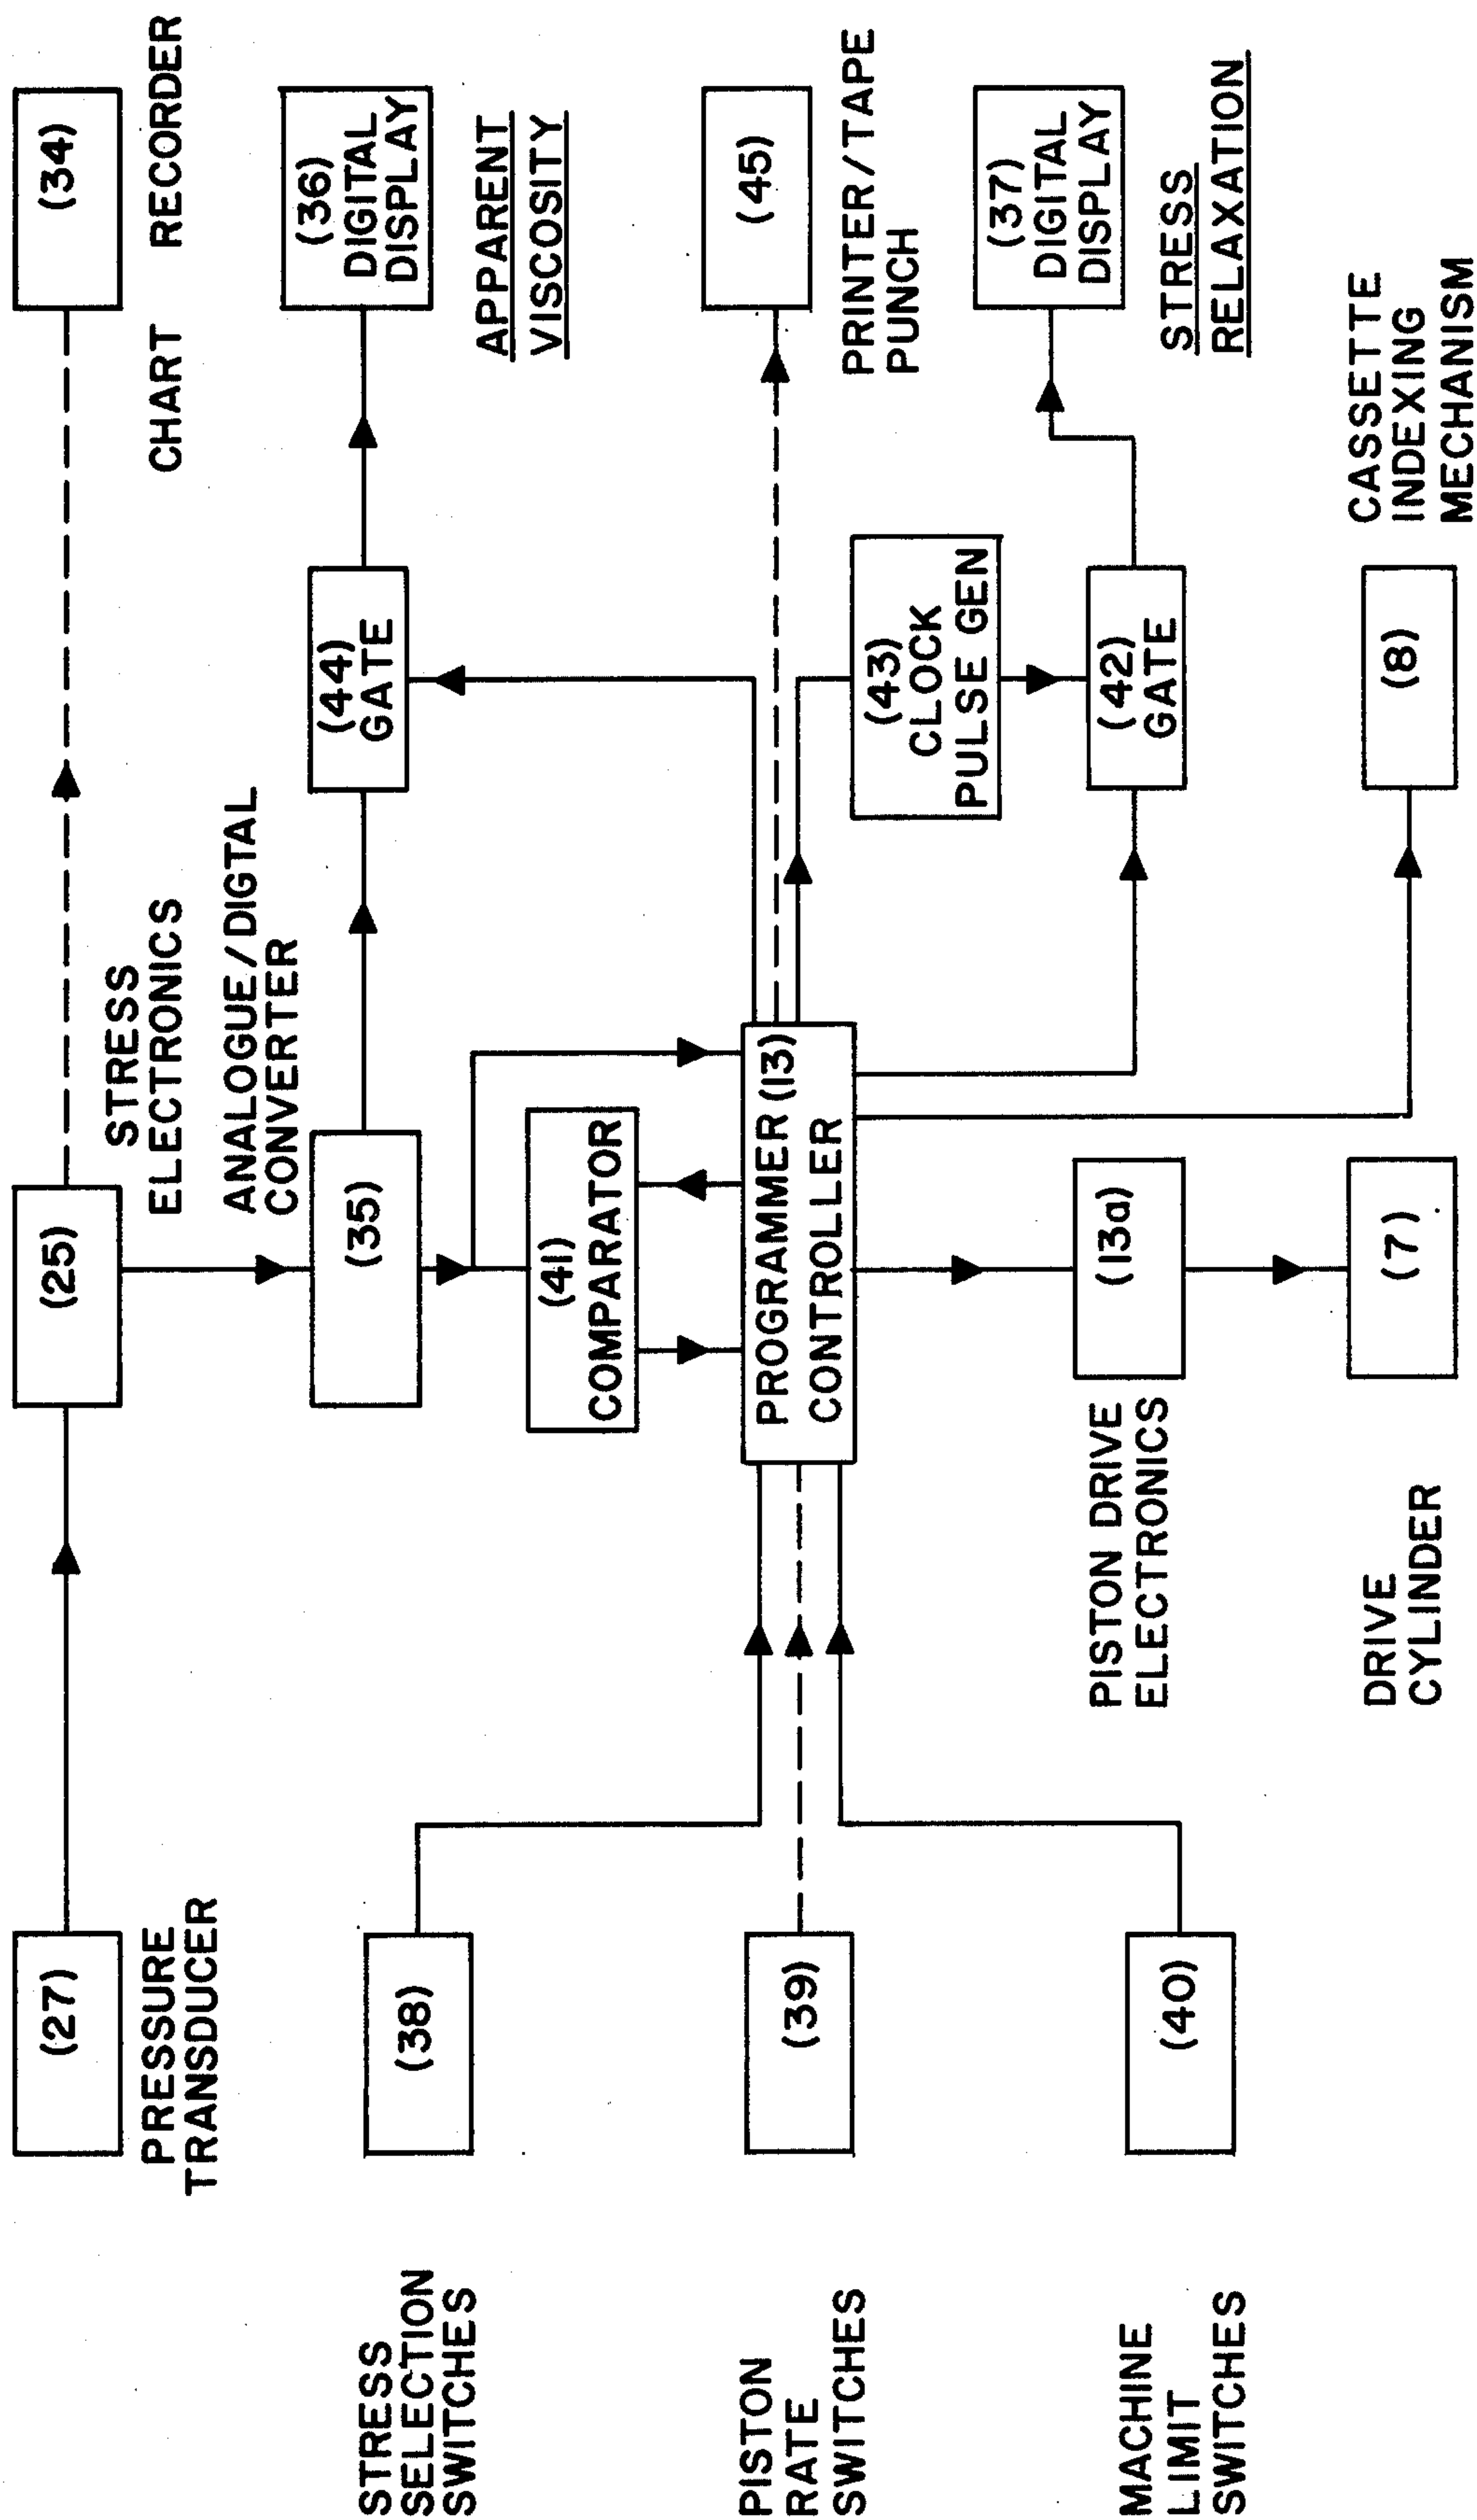 (27)
PRESSURE
TRANSDUCER
(25)
STRESS
ELECTRONICS
(34)
CHART RECORDER
ANALOGUE/DIGTAL
CONVERTER
(35)
(44)
GATE
(36)
DIGITAL
DISPLAY
APPARENT
VISCOSITY
STRESS
SELECTION
SWITCHES
(38)
(41)
COMPARATOR
PISTON
RATE
SWITCHES
(39)
PROGRAMMER (13)
CONTROLLER
(45)
PRINTER/TAPE
PUNCH
(43)
CLOCK
PULSE GEN
(37)
DIGITAL
DISPLAY
STRESS
RELAXATION
MACHINE
LIMIT
SWITCHES
(40)
PISTON DRIVE
ELECTRONICS
(13a)
(42)
GATE
DRIVE
CYLINDER
(7)
(8)
CASSETTE
INDEXING
MECHANISM